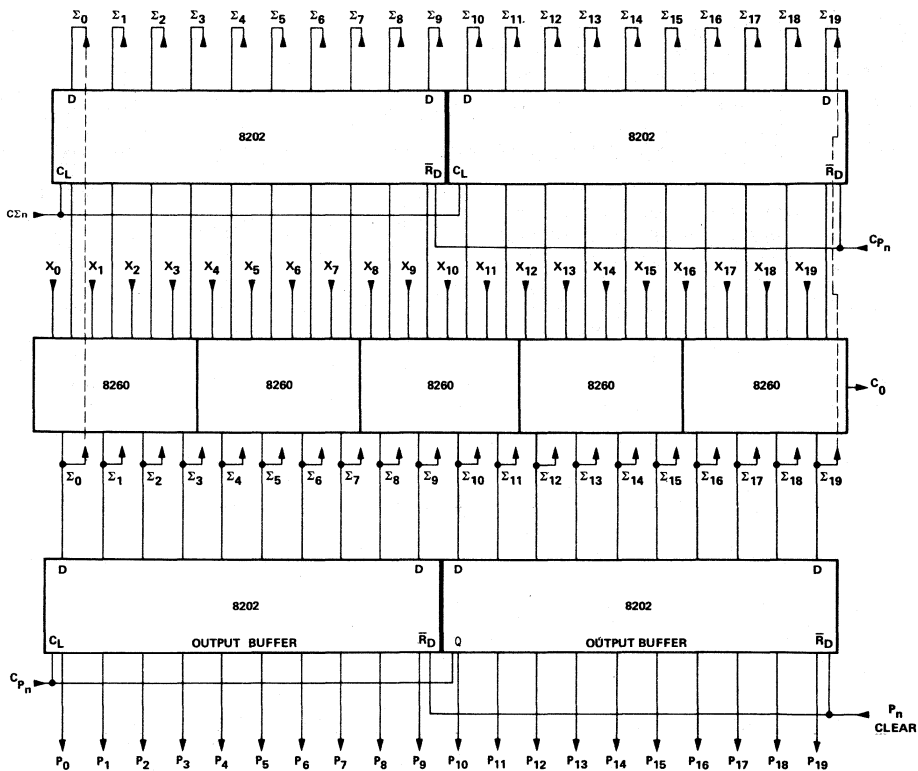 Σ0 Σ1 Σ2 Σ3 Σ4 Σ5 Σ6 Σ7 Σ8 Σ9 Σ10 Σ11 Σ12 Σ13 Σ14 Σ15 Σ16 Σ17 Σ18 Σ19
D D D D
8202 8202
CL R̅D CL R̅D
CΣn
CPn
X0 X1 X2 X3 X4 X5 X6 X7 X8 X9 X10 X11 X12 X13 X14 X15 X16 X17 X18 X19
8260 8260 8260 8260 8260
C0
Σ0 Σ1 Σ2 Σ3 Σ4 Σ5 Σ6 Σ7 Σ8 Σ9 Σ10 Σ11 Σ12 Σ13 Σ14 Σ15 Σ16 Σ17 Σ18 Σ19
D D D D
8202 8202
CL OUTPUT BUFFER R̅D Q OUTPUT BUFFER R̅D
CPn
Pn
CLEAR
P0 P1 P2 P3 P4 P5 P6 P7 P8 P9 P10 P11 P12 P13 P14 P15 P16 P17 P18 P19